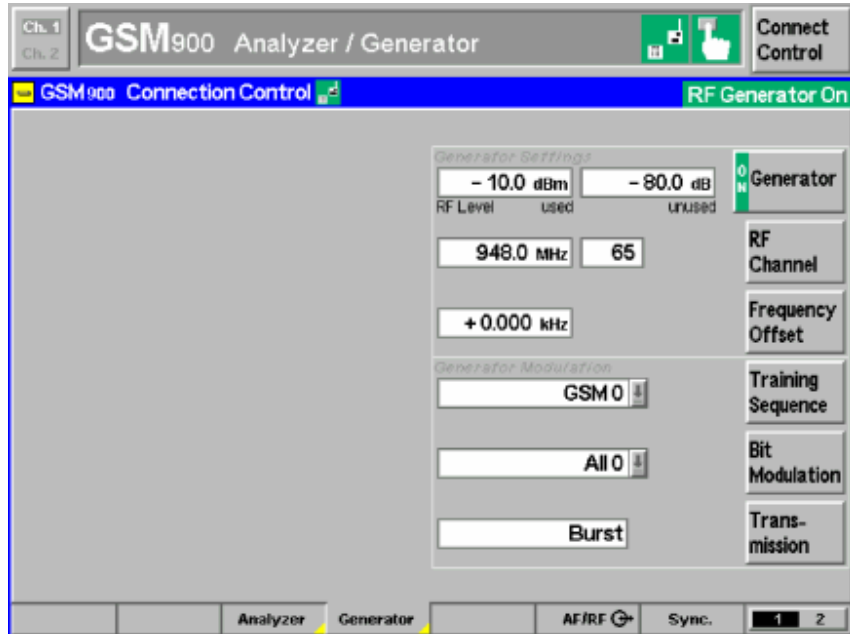 Ch. 1
Ch. 2
GSM900 Analyzer / Generator
Connect
Control
GSM900 Connection Control
RF Generator On
Generator Settings
- 10.0 dBm
- 80.0 dB
ON
Generator
RF Level used
unused
948.0 MHz
65
RF
Channel
+ 0.000 kHz
Frequency
Offset
Generator Modulation
GSM 0
Training
Sequence
All 0
Bit
Modulation
Burst
Trans-
mission
Analyzer
Generator
AF/RF
Sync.
1 2